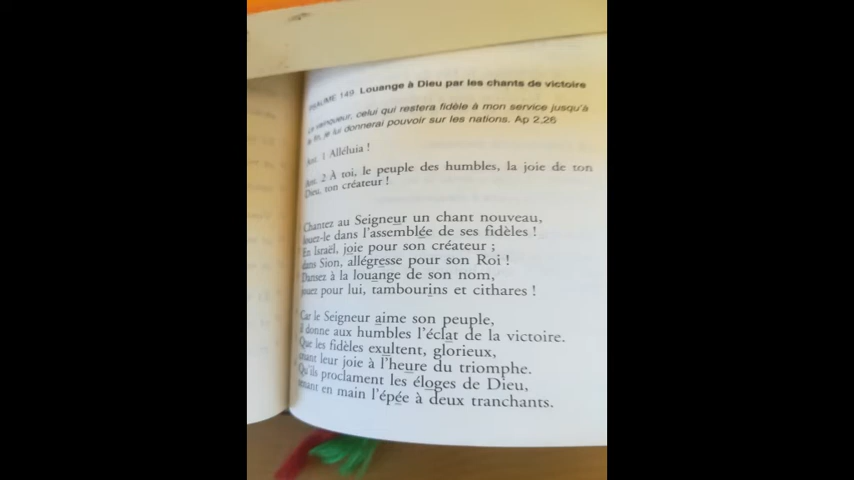 PSAUME 149 Louange à Dieu par les chants de victoire
Le vainqueur, celui qui restera fidèle à mon service jusqu'à
la fin, je lui donnerai pouvoir sur les nations. Ap 2,26
Ant. 1 Alléluia !
Ant. 2 À toi, le peuple des humbles, la joie de ton
Dieu, ton créateur !
Chantez au Seigneur un chant nouveau,
louez-le dans l'assemblée de ses fidèles !
En Israël, joie pour son créateur ;
dans Sion, allégresse pour son Roi !
Dansez à la louange de son nom,
jouez pour lui, tambourins et cithares !
Car le Seigneur aime son peuple,
il donne aux humbles l'éclat de la victoire.
Que les fidèles exultent, glorieux,
criant leur joie à l'heure du triomphe.
Qu'ils proclament les éloges de Dieu,
tenant en main l'épée à deux tranchants.